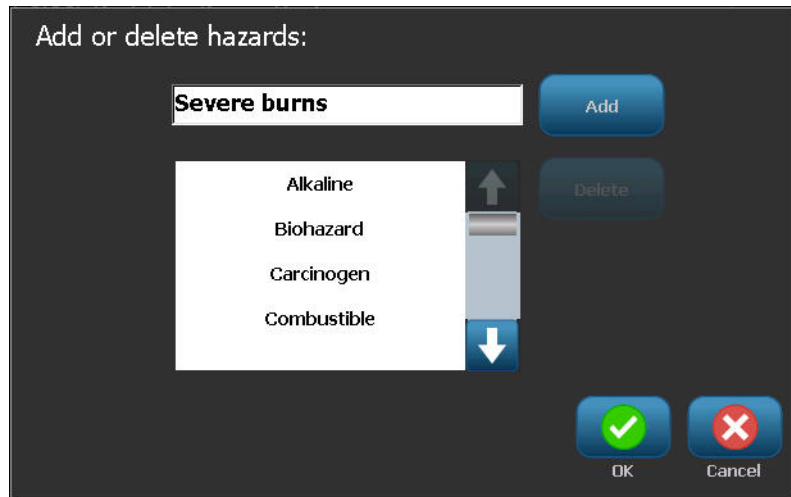 Add or delete hazards:
Severe burns
Add
Alkaline
Delete
Biohazard
Carcinogen
Combustible
OK
Cancel